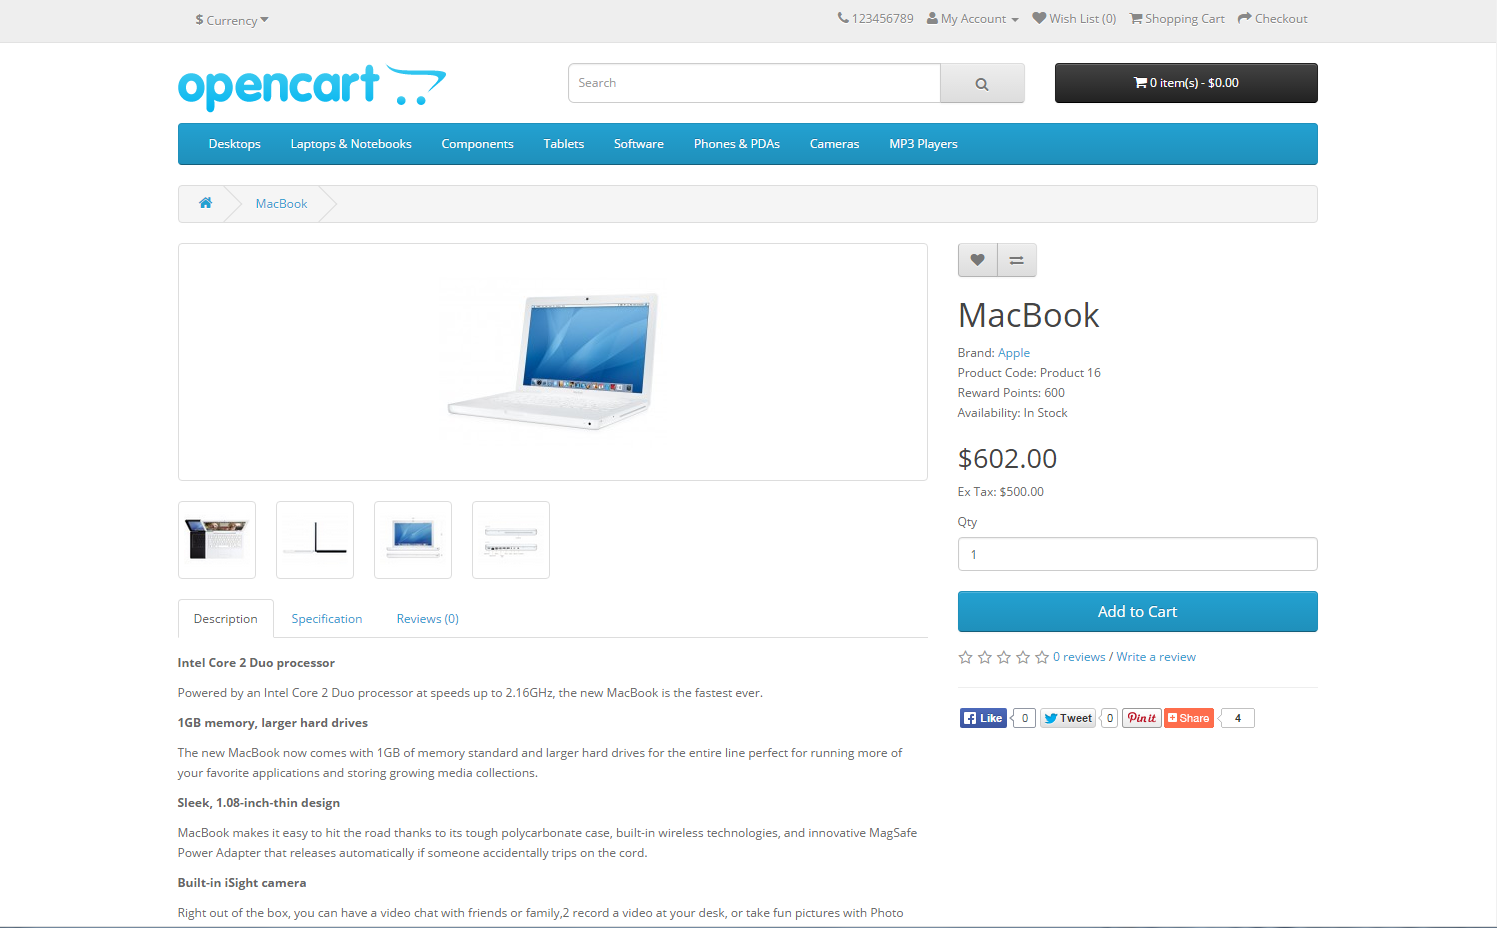 $ Currency
123456789 My Account Wish List (0) Shopping Cart Checkout
opencart
Search
0 item(s) - $0.00
Desktops Laptops & Notebooks Components Tablets Software Phones & PDAs Cameras MP3 Players
MacBook
MacBook
Brand: Apple
Product Code: Product 16
Reward Points: 600
Availability: In Stock
$602.00
Ex Tax: $500.00
Qty
1
Add to Cart
0 reviews / Write a review
Like 0 Tweet 0 Pin it Share 4
Description Specification Reviews (0)
Intel Core 2 Duo processor
Powered by an Intel Core 2 Duo processor at speeds up to 2.16GHz, the new MacBook is the fastest ever.
1GB memory, larger hard drives
The new MacBook now comes with 1GB of memory standard and larger hard drives for the entire line perfect for running more of
your favorite applications and storing growing media collections.
Sleek, 1.08-inch-thin design
MacBook makes it easy to hit the road thanks to its tough polycarbonate case, built-in wireless technologies, and innovative MagSafe
Power Adapter that releases automatically if someone accidentally trips on the cord.
Built-in iSight camera
Right out of the box, you can have a video chat with friends or family,2 record a video at your desk, or take fun pictures with Photo